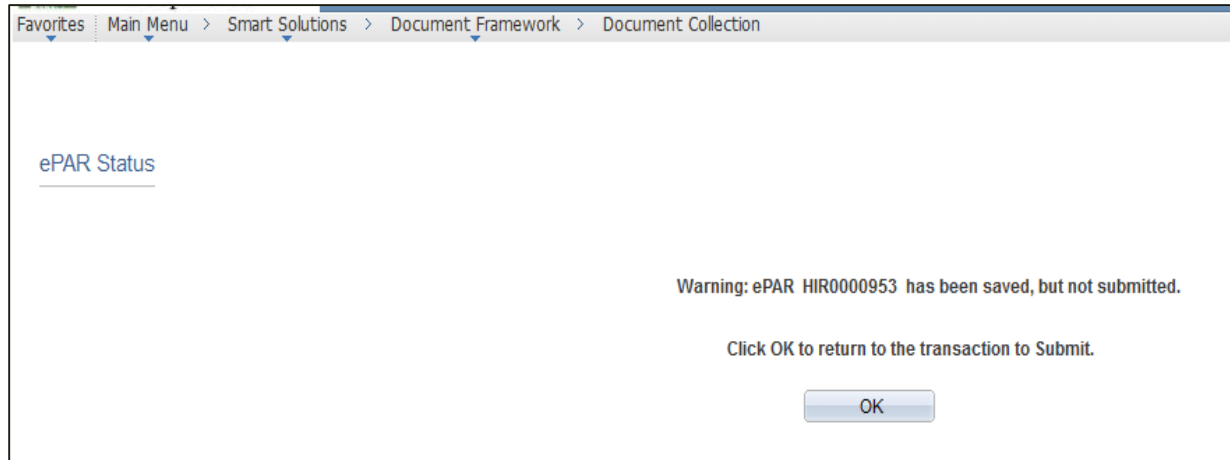 Favorites Main Menu > Smart Solutions > Document Framework > Document Collection
ePAR Status
Warning: ePAR HIR0000953 has been saved, but not submitted.
Click OK to return to the transaction to Submit.
OK